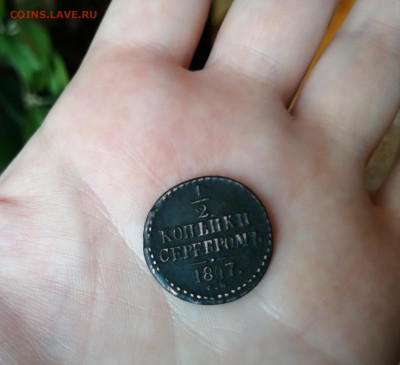 COINS.LAVE.RU
1/2
КОПѢЙКИ
СЕРЕБРОМЪ.
1847.